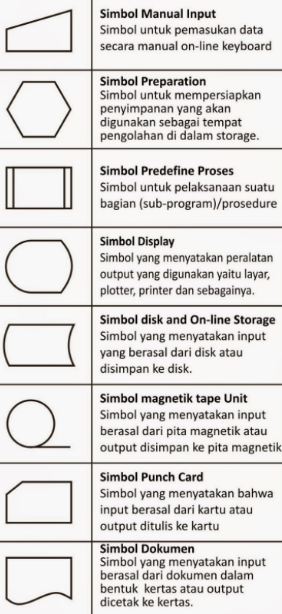 Simbol Manual Input
Simbol untuk pemasukan data
secara manual on-line keyboard
Simbol Preparation
Simbol untuk mempersiapkan
penyimpanan yang akan
digunakan sebagai tempat
pengolahan di dalam storage.
Simbol Predefine Proses
Simbol untuk pelaksanaan suatu
bagian (sub-program)/prosedure
Simbol Display
Simbol yang menyatakan peralatan
output yang digunakan yaitu layar,
plotter, printer dan sebagainya.
Simbol disk and On-line Storage
Simbol yang menyatakan input
yang berasal dari disk atau
disimpan ke disk.
Simbol magnetik tape Unit
Simbol yang menyatakan input
berasal dari pita magnetik atau
output disimpan ke pita magnetik
Simbol Punch Card
Simbol yang menyatakan bahwa
input berasal dari kartu atau
output ditulis ke kartu
Simbol Dokumen
Simbol yang menyatakan input
berasal dari dokumen dalam
bentuk kertas atau output
dicetak ke kertas.